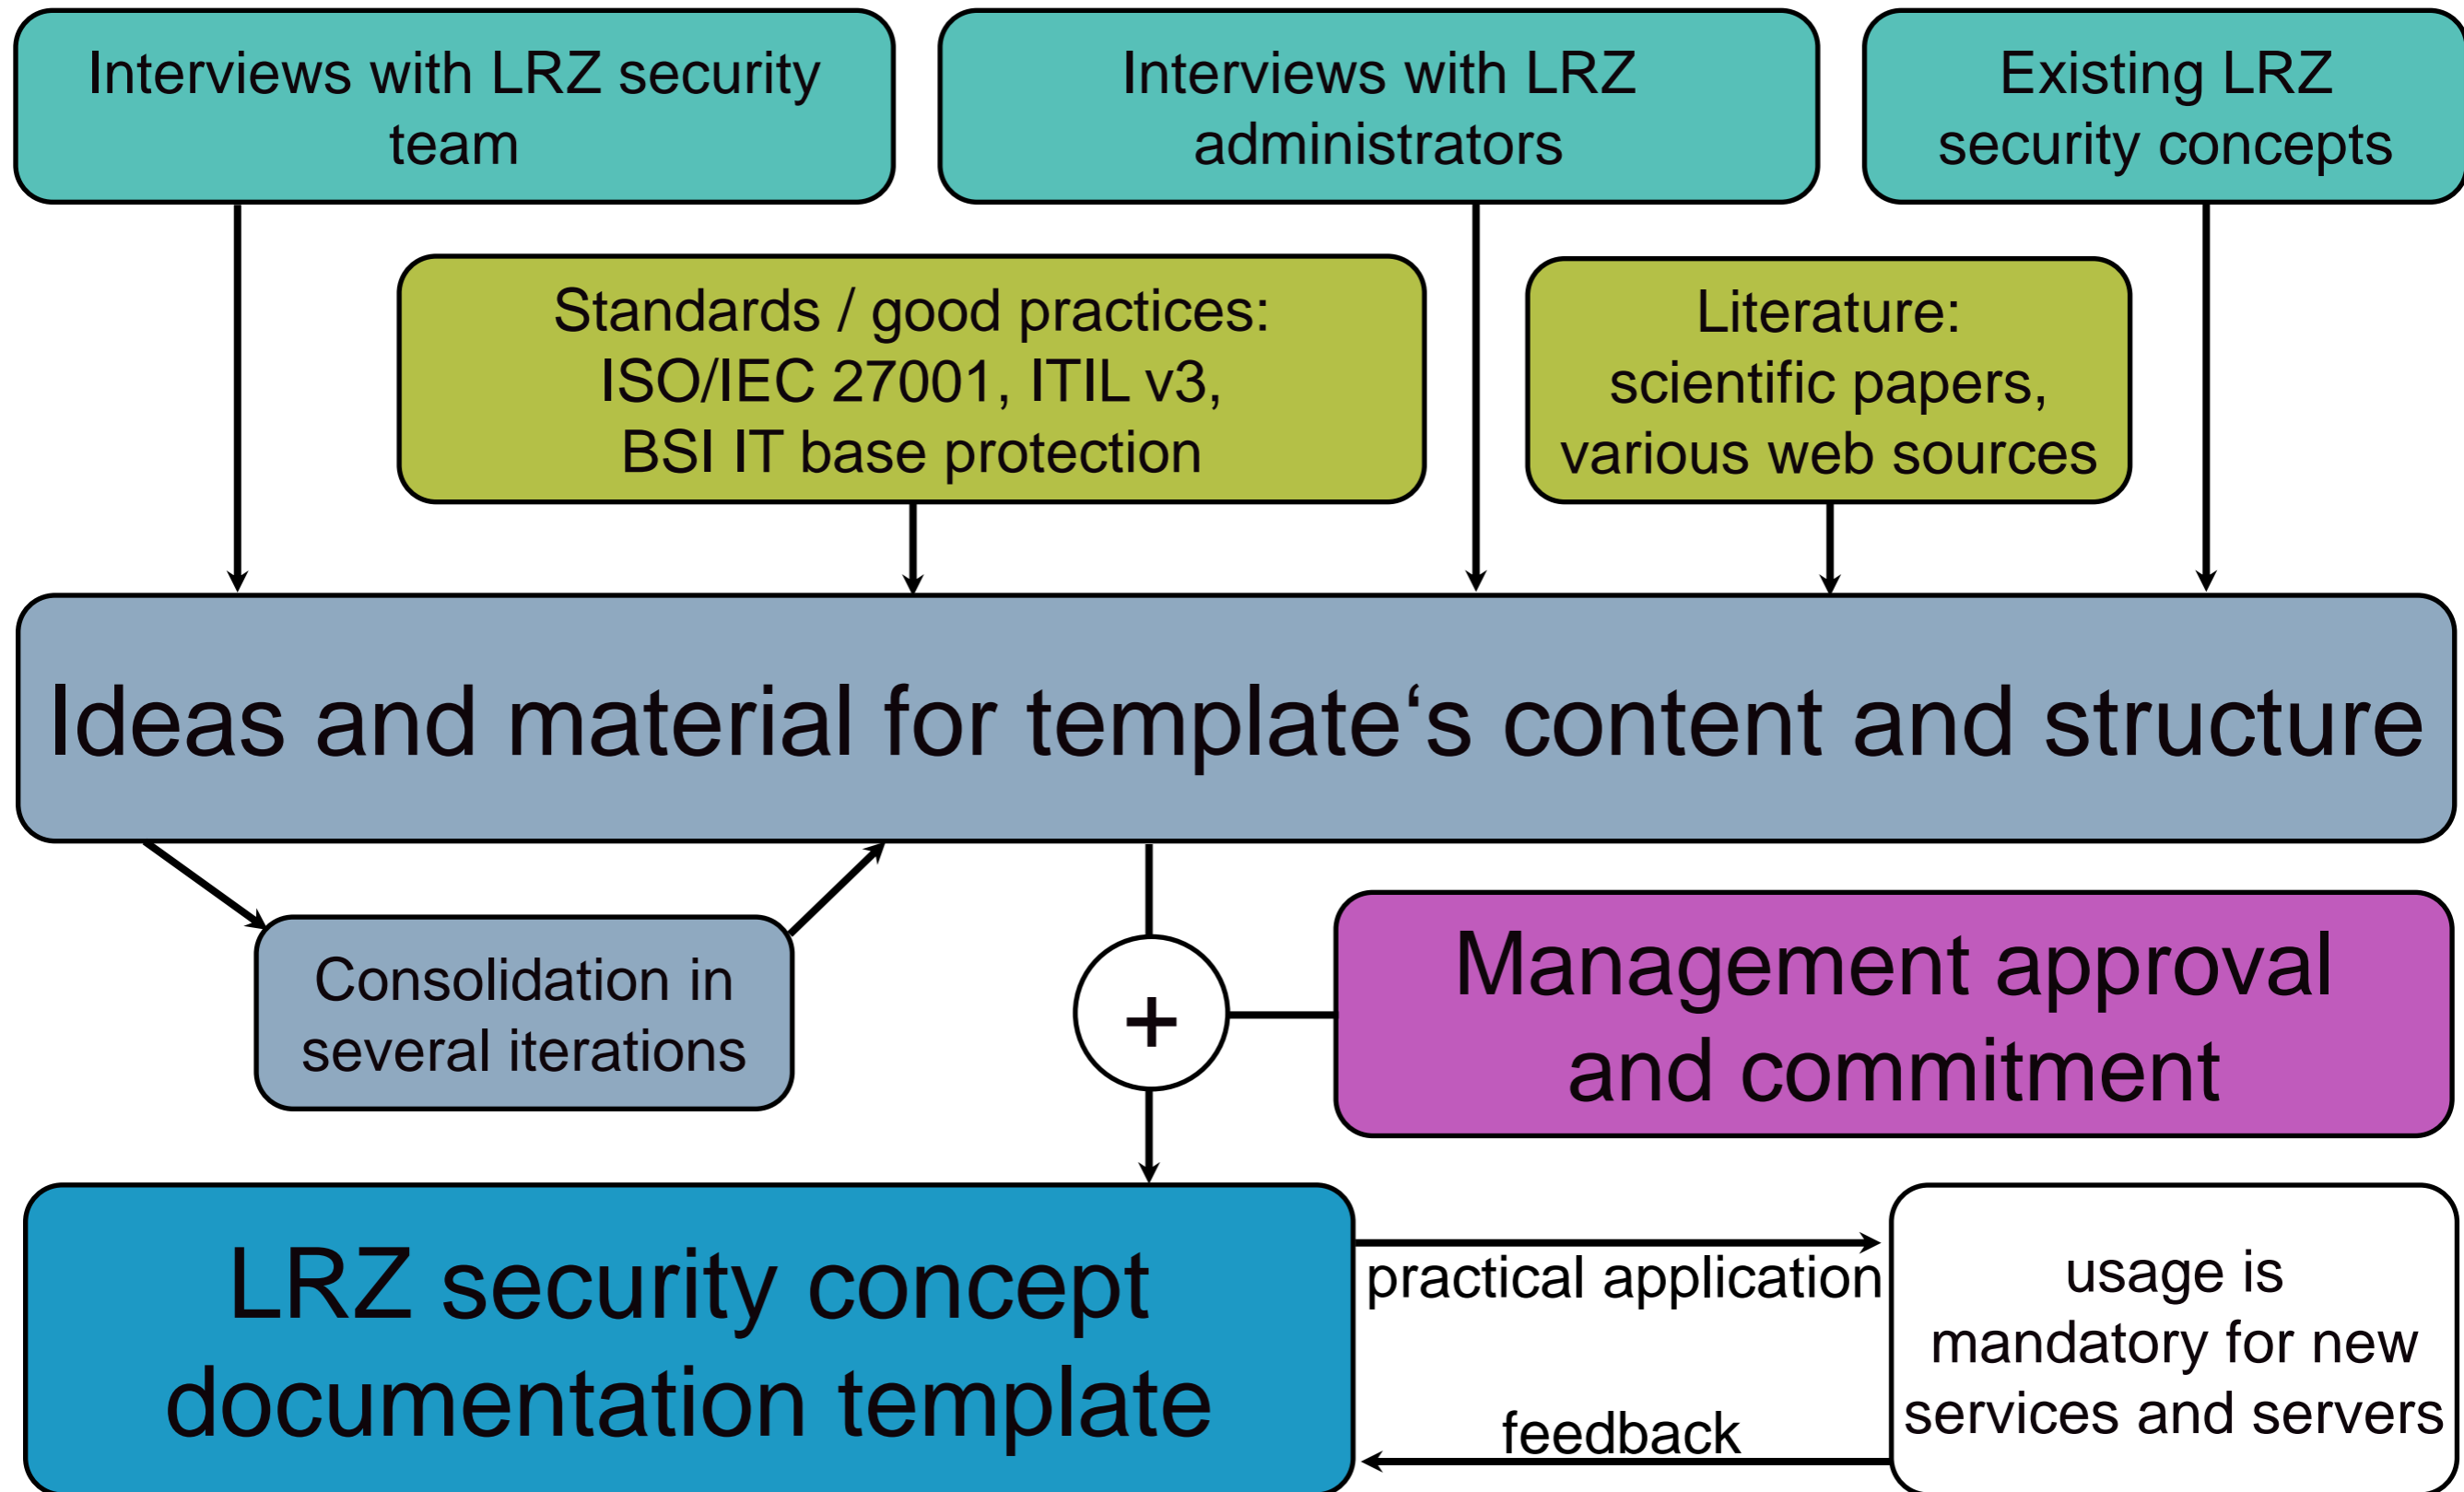 Interviews with LRZ security
team
Interviews with LRZ
administrators
Existing LRZ
security concepts
Standards / good practices:
ISO/IEC 27001, ITIL v3,
BSI IT base protection
Literature:
scientific papers,
various web sources
Ideas and material for template‘s content and structure
Consolidation in
several iterations
+
Management approval
and commitment
LRZ security concept
documentation template
practical application
feedback
usage is
mandatory for new
services and servers